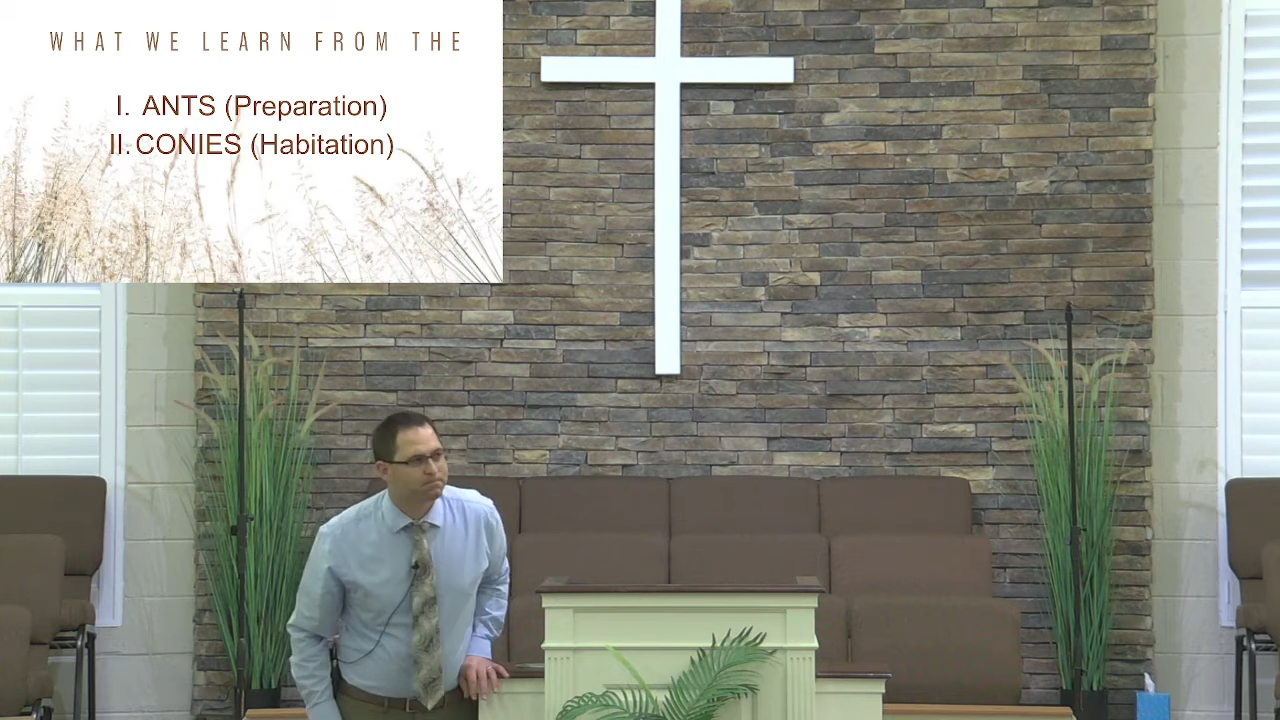 WHAT WE LEARN FROM THE
I. ANTS (Preparation)
II. CONIES (Habitation)